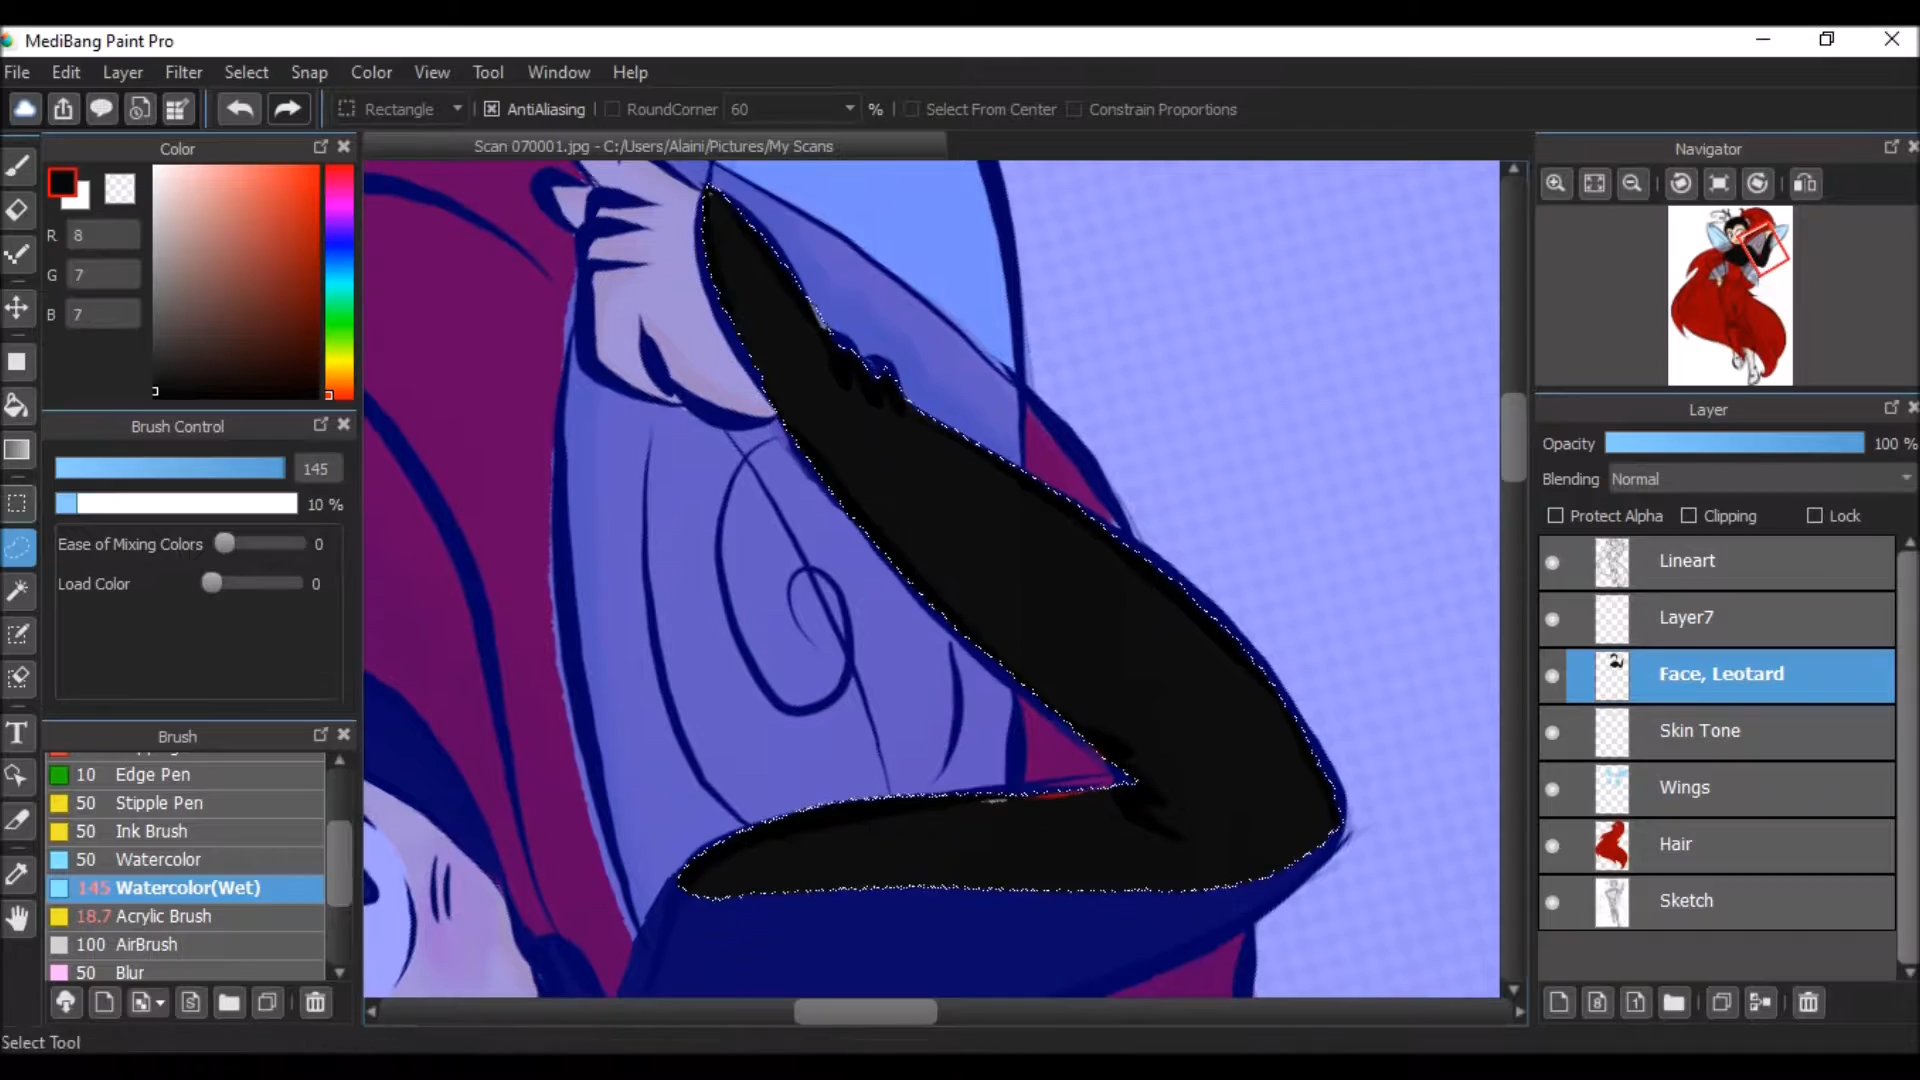 MediBang Paint Pro
File Edit Layer Filter Select Snap Color View Tool Window Help
Rectangle AntiAliasing RoundCorner 60 % Select From Center Constrain Proportions
Color
Scan 070001.jpg - C:/Users/Alaini/Pictures/My Scans
Navigator
R 8
G 7
B 7
Brush Control
145
10 %
Ease of Mixing Colors 0
Load Color 0
Brush
10 Edge Pen
50 Stipple Pen
50 Ink Brush
50 Watercolor
145 Watercolor(Wet)
18.7 Acrylic Brush
100 AirBrush
50 Blur
Layer
Opacity 100 %
Blending Normal
Protect Alpha Clipping Lock
Lineart
Layer7
Face, Leotard
Skin Tone
Wings
Hair
Sketch
Select Tool